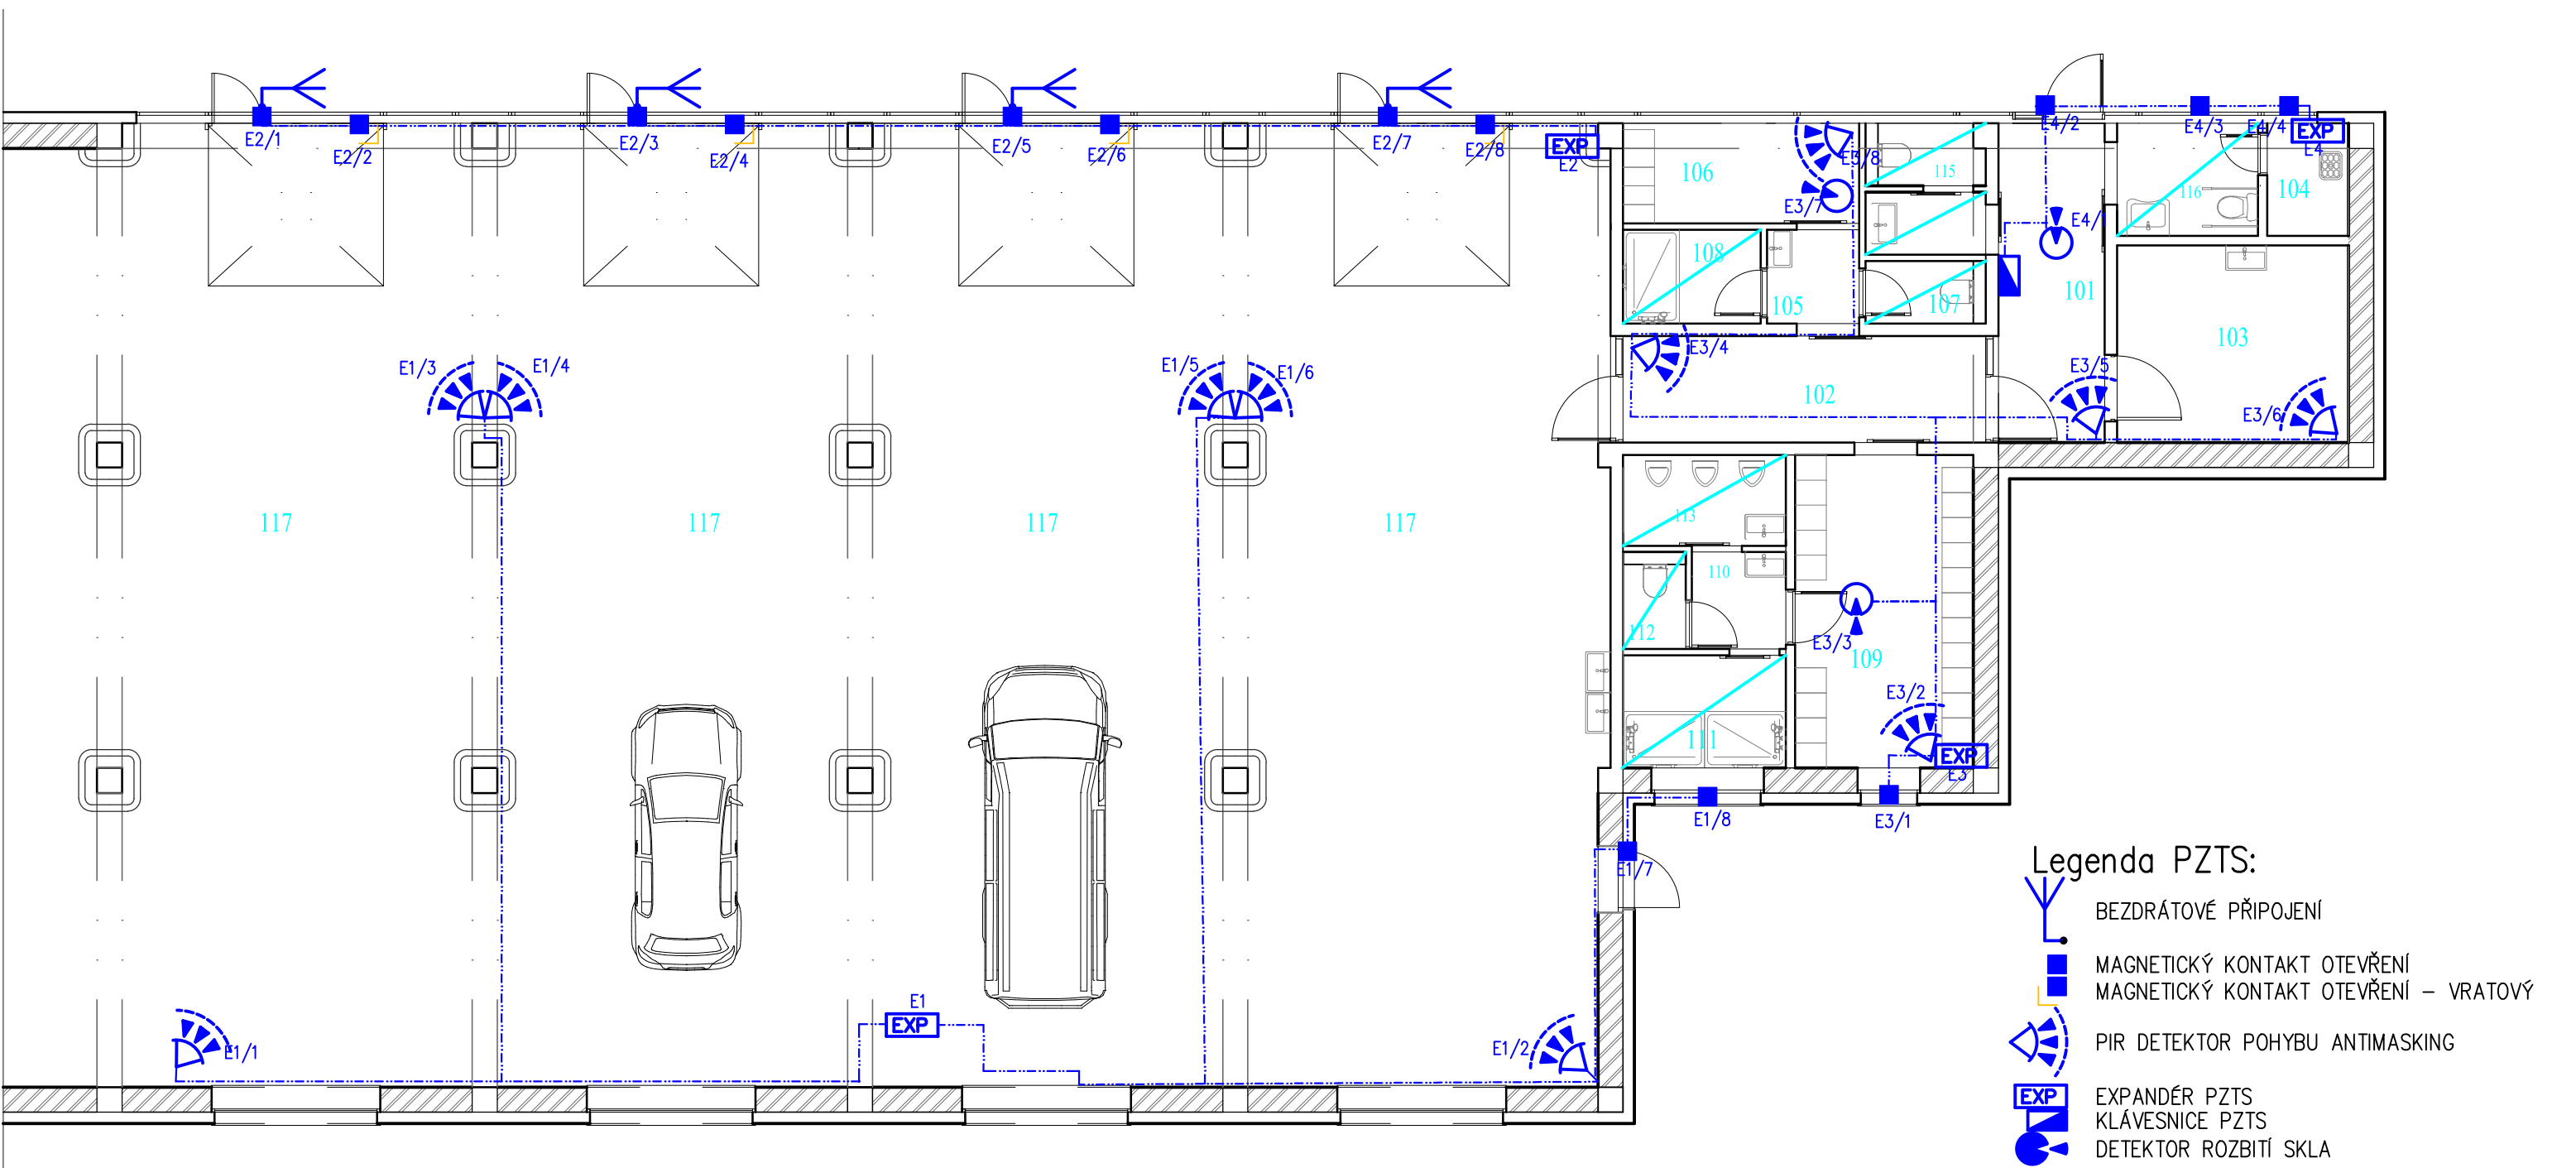 E2/1
E2/2
E2/3
E2/4
E2/5
E2/6
E2/7
E2/8
EXP
E2
106
E3/8
E3/7
115
E4/2
E4/3
E4/4
EXP
E4
116
104
E4/
108
105
107
101
103
E1/3
E1/4
E1/5
E1/6
E3/4
102
E3/5
E3/6
117
117
117
117
113
110
112
E3/3
109
E3/2
111
EXP
E3
E1/8
E3/1
E1/7
E1
EXP
E1/1
E1/2
Legenda PZTS:
BEZDRÁTOVÉ PŘIPOJENÍ
MAGNETICKÝ KONTAKT OTEVŘENÍ
MAGNETICKÝ KONTAKT OTEVŘENÍ – VRATOVÝ
PIR DETEKTOR POHYBU ANTIMASKING
EXP EXPANDÉR PZTS
KLÁVESNICE PZTS
DETEKTOR ROZBITÍ SKLA